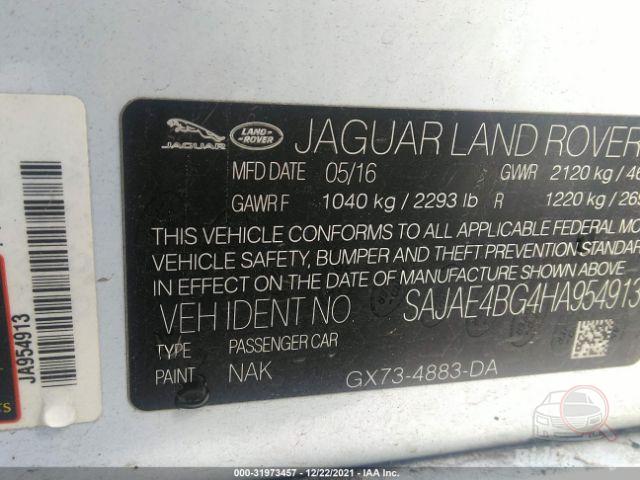 JAGUAR LAND-ROVER JAGUAR LAND ROVER
MFD DATE 05/16 GVWR 2120 kg / 46
GAWR F 1040 kg / 2293 lb R 1220 kg / 269
THIS VEHICLE CONFORMS TO ALL APPLICABLE FEDERAL MO
VEHICLE SAFETY, BUMPER AND THEFT PREVENTION STANDAR
IN EFFECT ON THE DATE OF MANUFACTURE SHOWN ABOVE
VEH IDENT NO SAJAE4BG4HA954913
TYPE PASSENGER CAR
PAINT NAK GX73-4883-DA
JA954913
000-31973457 - 12/22/2021 - IAA Inc.